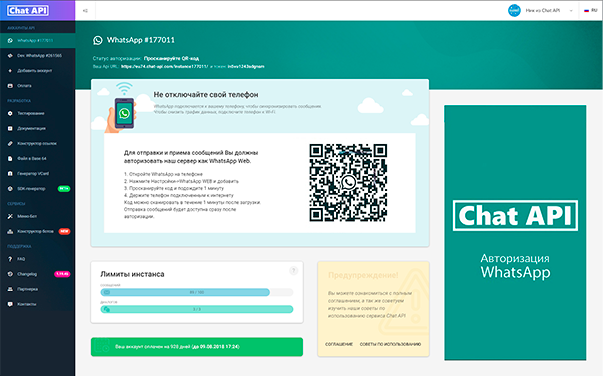 Chat API
Ник из Chat API
RU
АККАУНТЫ API
WhatsApp #177011
Dev. WhatsApp #261565
Добавить аккаунт
Оплата
РАЗРАБОТКА
Тестирование
Документация
Конструктор ссылок
Файл в Base 64
Генератор VCard
SDK-генератор
СЕРВИСЫ
Меню-Бот
Конструктор ботов
NEW
ПОДДЕРЖКА
FAQ
Changelog
Партнерка
Контакты
WhatsApp #177011
Статус авторизации: Просканируйте QR-код
Ваш Api URL: https://eu74.chat-api.com/instance177011/ и токен:
Не отключайте свой телефон
WhatsApp подключается к вашему телефону, чтобы синхронизировать сообщения.
Чтобы снизить трафик данных, подключите телефон к Wi-Fi.
Для отправки и приема сообщений Вы должны
авторизовать наш сервер как WhatsApp Web.
1. Откройте WhatsApp на телефоне
2. Нажмите Настройки->WhatsApp WEB и добавить
3. Просканируйте код и подождите 1 минуту
4. Держите телефон подключенным к интернету
Код можно сканировать в течение 1 минуты после загрузки
Отправка сообщений будет доступна сразу после
авторизации.
Chat API
Авторизация
WhatsApp
Лимиты инстанса
Предупреждение!
Вы можете ознакомиться с полным
соглашением, а так же советуем
изучить наши советы по
использованию сервиса Chat API
СОГЛАШЕНИЕ
СОВЕТЫ ПО ИСПОЛЬЗОВАНИЮ
Ваш аккаунт оплачен на 929 дней (до 09.08.2018 17:24)